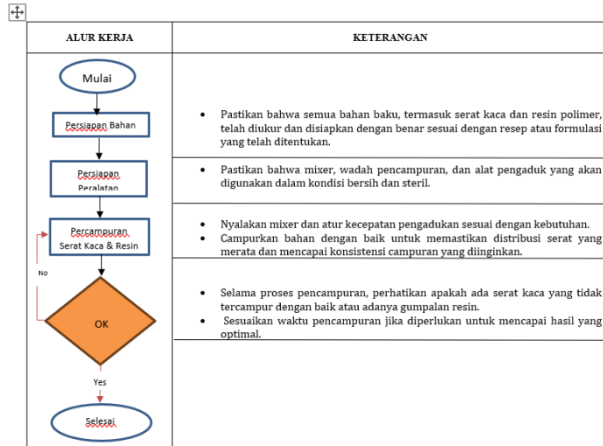 ALUR KERJA
KETERANGAN
Mulai
Persiapan Bahan
Pastikan bahwa semua bahan baku, termasuk serat kaca dan resin polimer,
telah diukur dan disiapkan dengan benar sesuai dengan resep atau formulasi
yang telah ditentukan.
Persiapan
Peralatan
Pastikan bahwa mixer, wadah pencampuran, dan alat pengaduk yang akan
digunakan dalam kondisi bersih dan steril.
Percampuran
Serat Kaca & Resin
Nyalakan mixer dan atur kecepatan pengadukan sesuai dengan kebutuhan.
Campurkan bahan dengan baik untuk memastikan distribusi serat yang
merata dan mencapai konsistensi campuran yang diinginkan.
No
OK
Selama proses pencampuran, perhatikan apakah ada serat kaca yang tidak
tercampur dengan baik atau adanya gumpalan resin.
Sesuaikan waktu pencampuran jika diperlukan untuk mencapai hasil yang
optimal.
Yes
Selesai